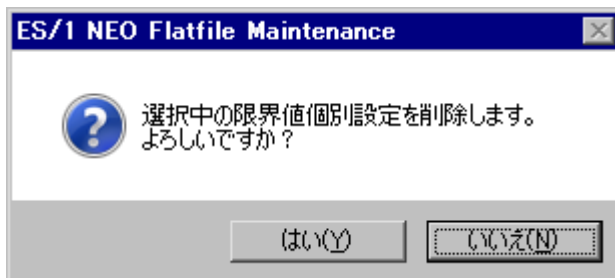 ES/1 NEO Flatfile Maintenance
選択中の限界値個別設定を削除します。
よろしいですか？
はい(Y)
いいえ(N)